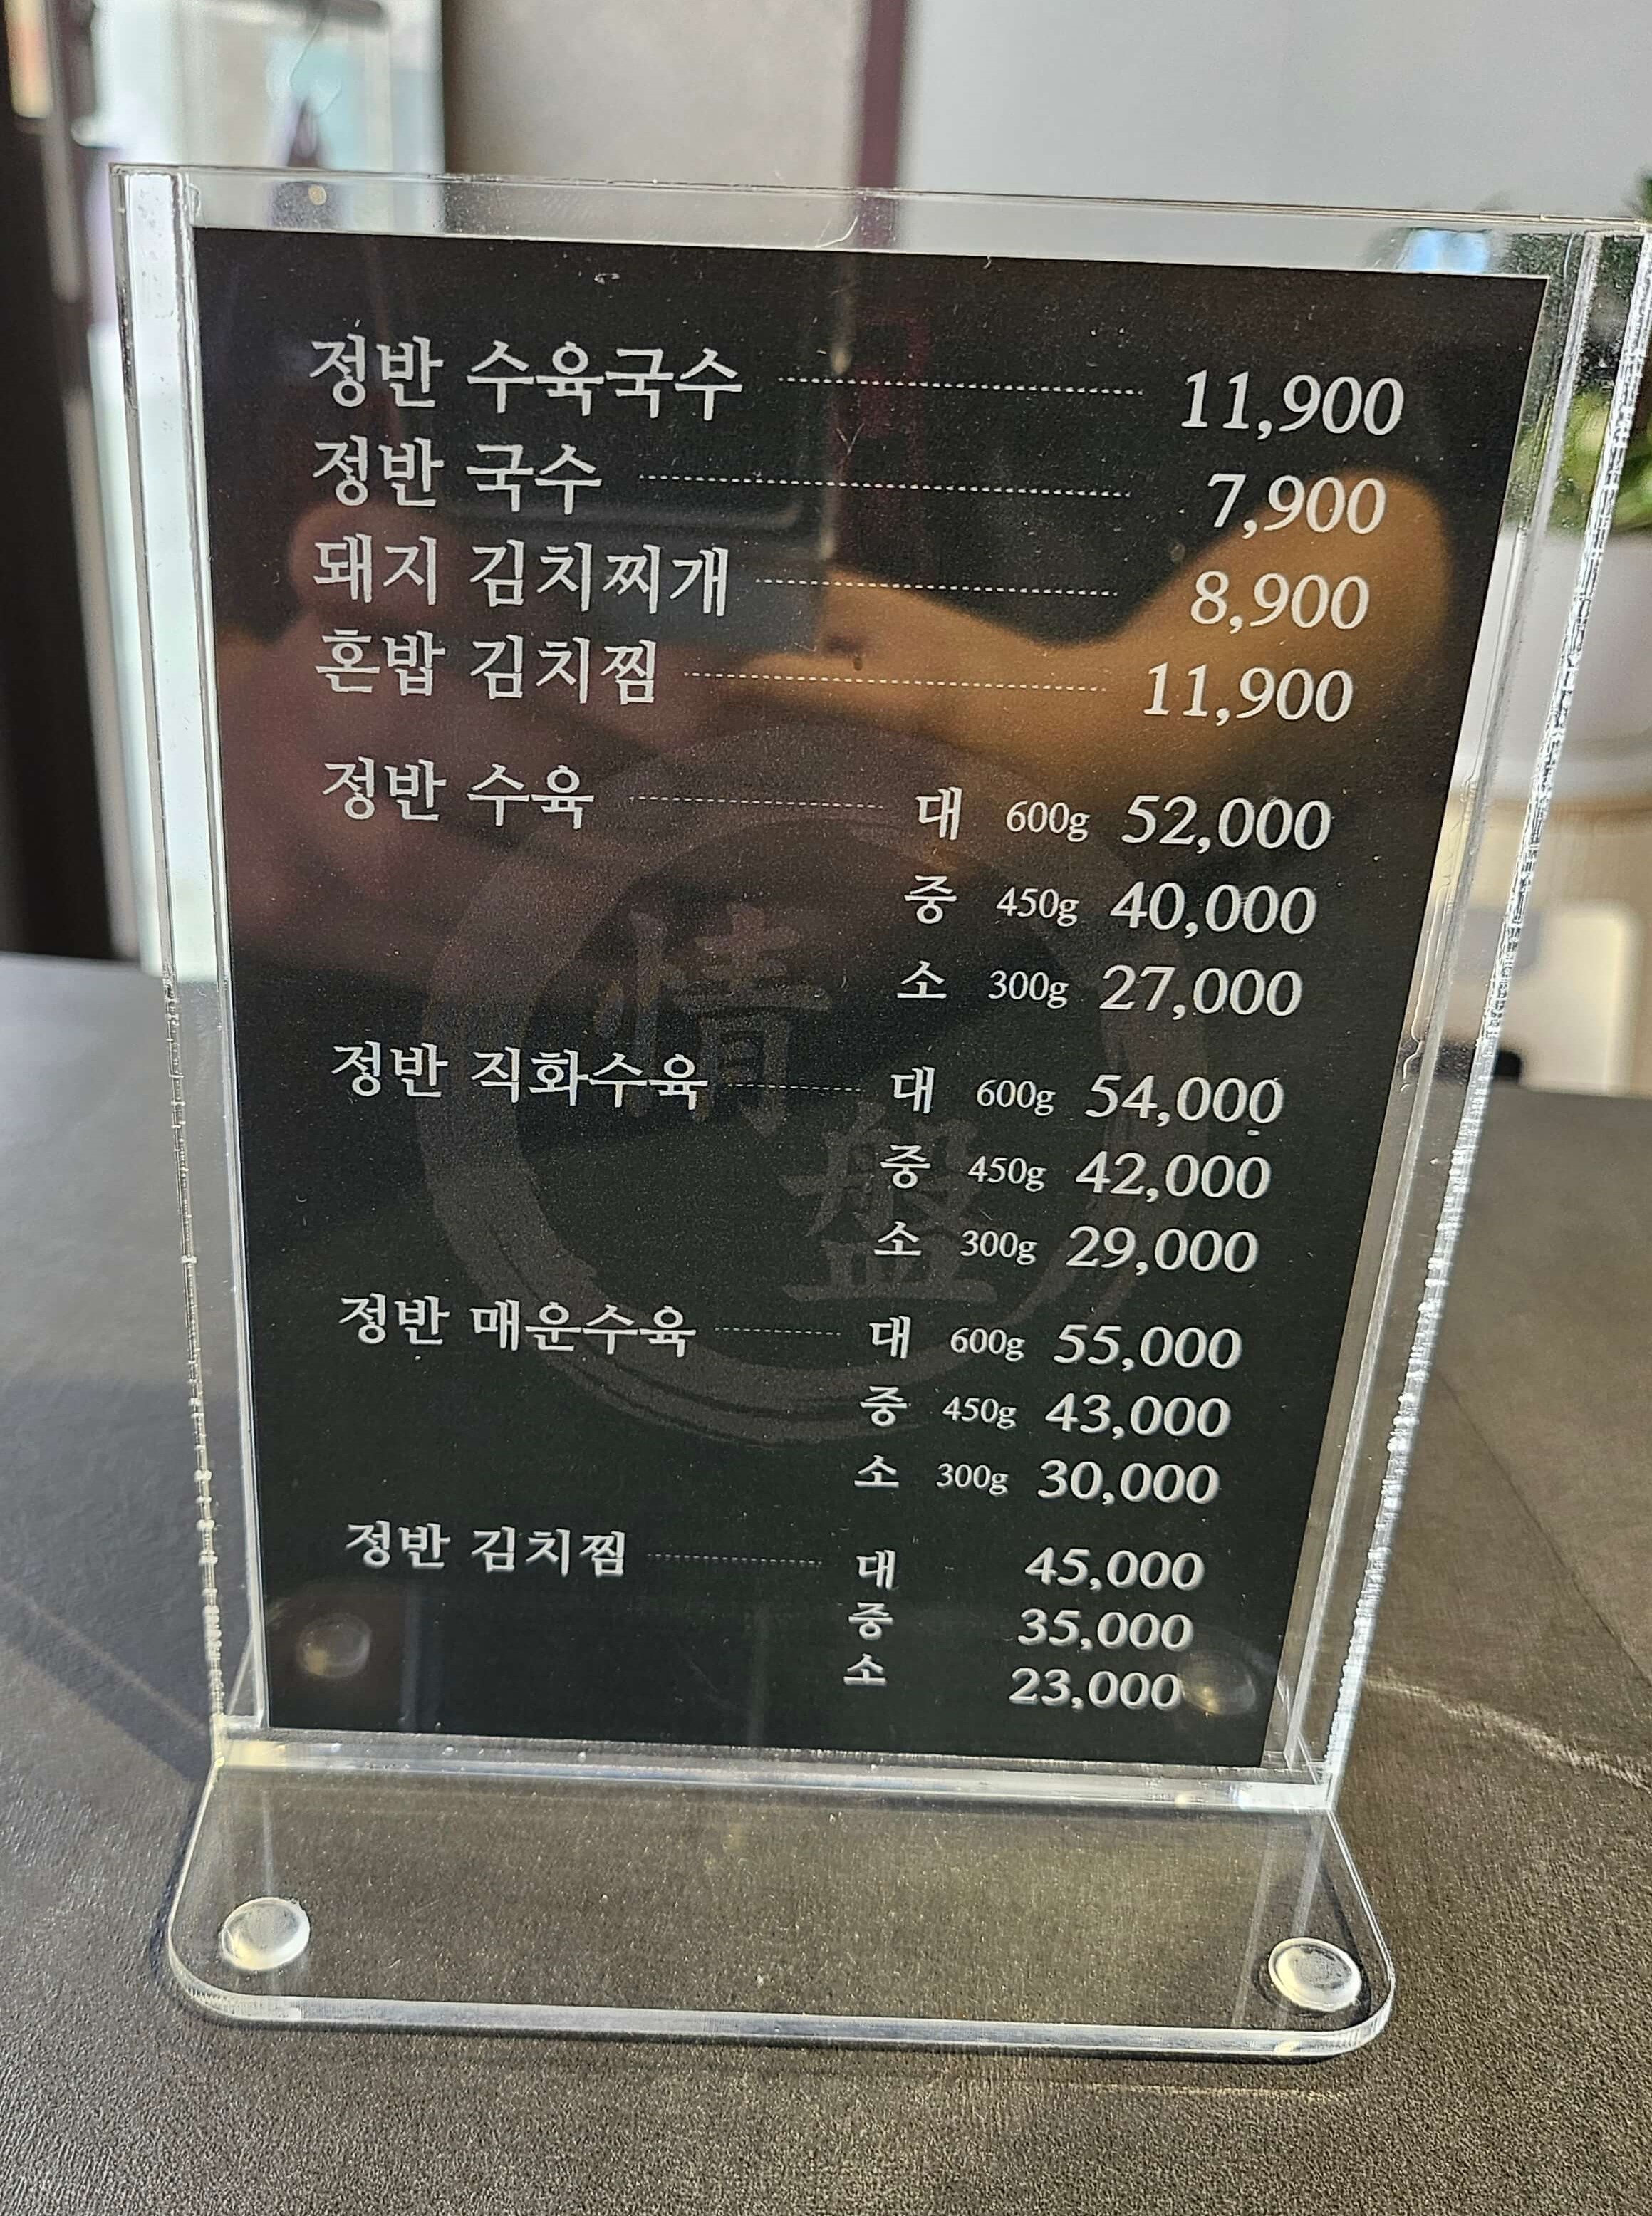 정반 수육국수 11,900
정반 국수 7,900
돼지 김치찌개 8,900
혼밥 김치찜 11,900
정반 수육 대 600g 52,000
중 450g 40,000
소 300g 27,000
정반 직화수육 대 600g 54,000
중 450g 42,000
소 300g 29,000
정반 매운수육 대 600g 55,000
중 450g 43,000
소 300g 30,000
정반 김치찜 대 45,000
중 35,000
소 23,000
情
盤